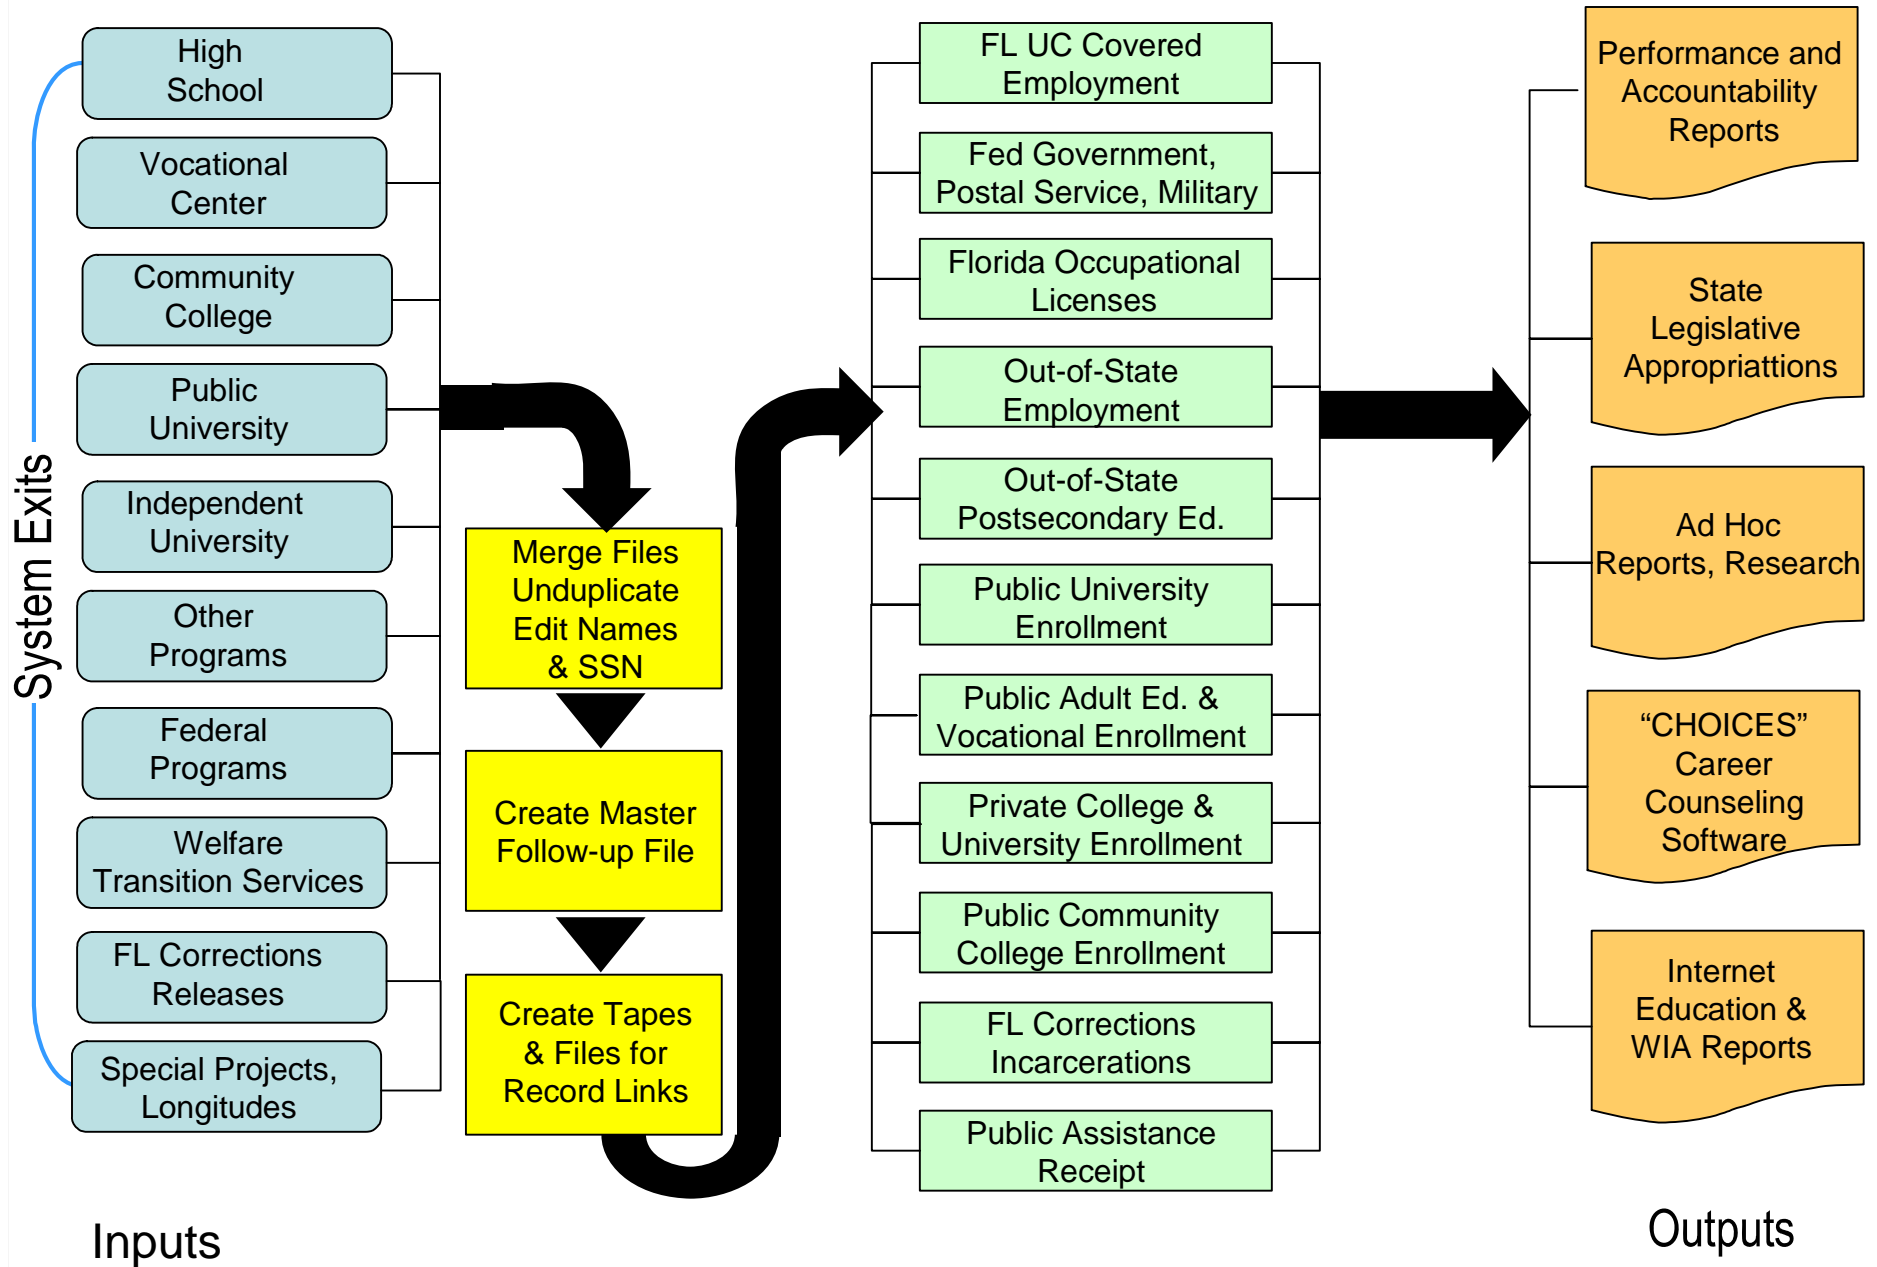 System Exits
High
School
Vocational
Center
Community
College
Public
University
Independent
University
Other
Programs
Federal
Programs
Welfare
Transition Services
FL Corrections
Releases
Special Projects,
Longitudes
Inputs
Merge Files
Unduplicate
Edit Names
& SSN
Create Master
Follow-up File
Create Tapes
& Files for
Record Links
FL UC Covered
Employment
Fed Government,
Postal Service, Military
Florida Occupational
Licenses
Out-of-State
Employment
Out-of-State
Postsecondary Ed.
Public University
Enrollment
Public Adult Ed. &
Vocational Enrollment
Private College &
University Enrollment
Public Community
College Enrollment
FL Corrections
Incarcerations
Public Assistance
Receipt
Performance and
Accountability
Reports
State
Legislative
Appropriattions
Ad Hoc
Reports, Research
“CHOICES”
Career
Counseling
Software
Internet
Education &
WIA Reports
Outputs